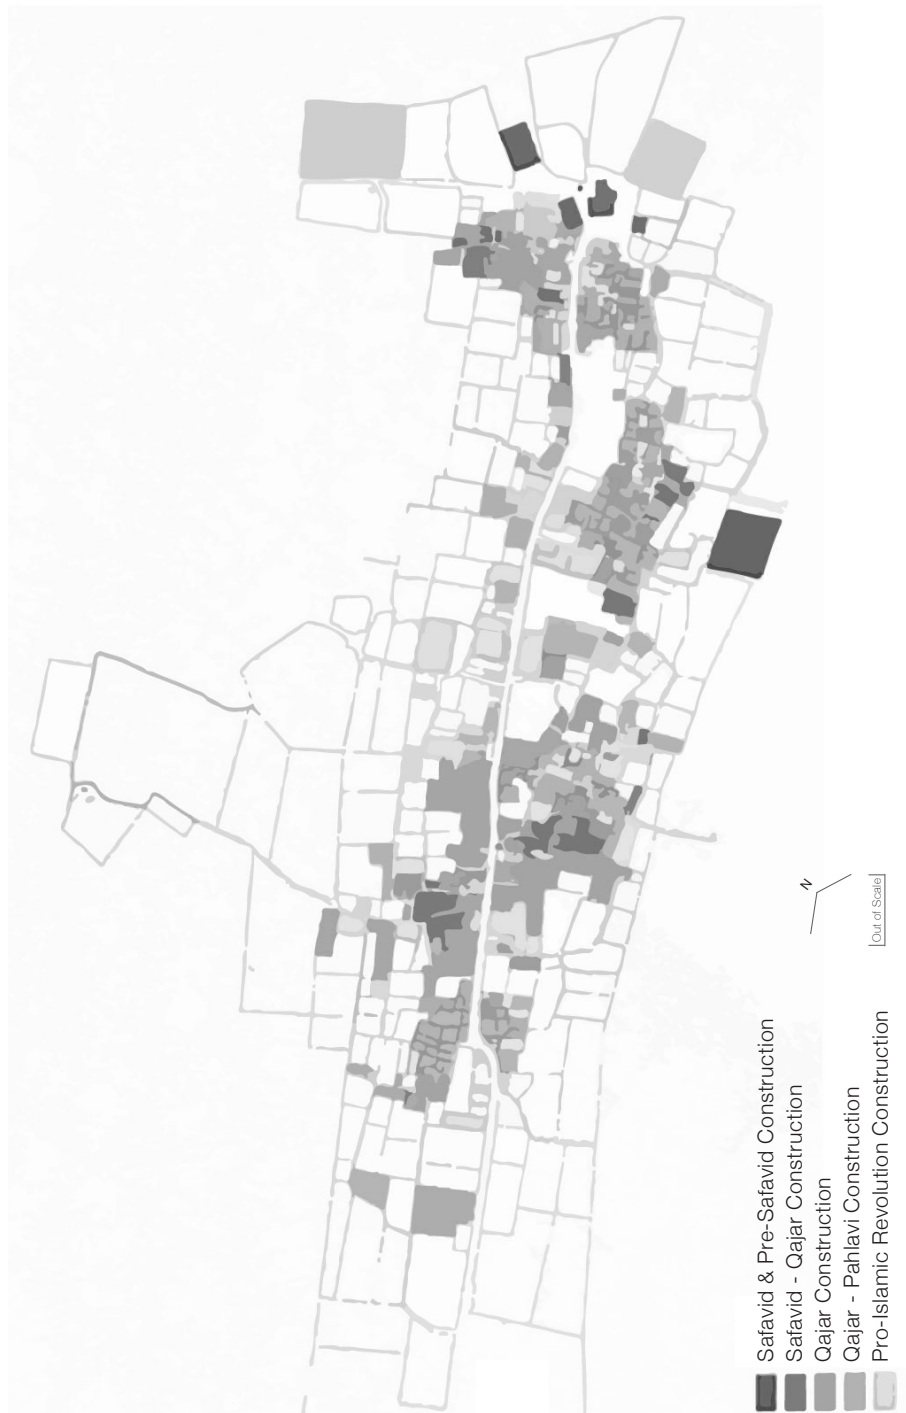 N
Out of Scale
Safavid & Pre-Safavid Construction
Safavid - Qajar Construction
Qajar Construction
Qajar - Pahlavi Construction
Pro-Islamic Revolution Construction